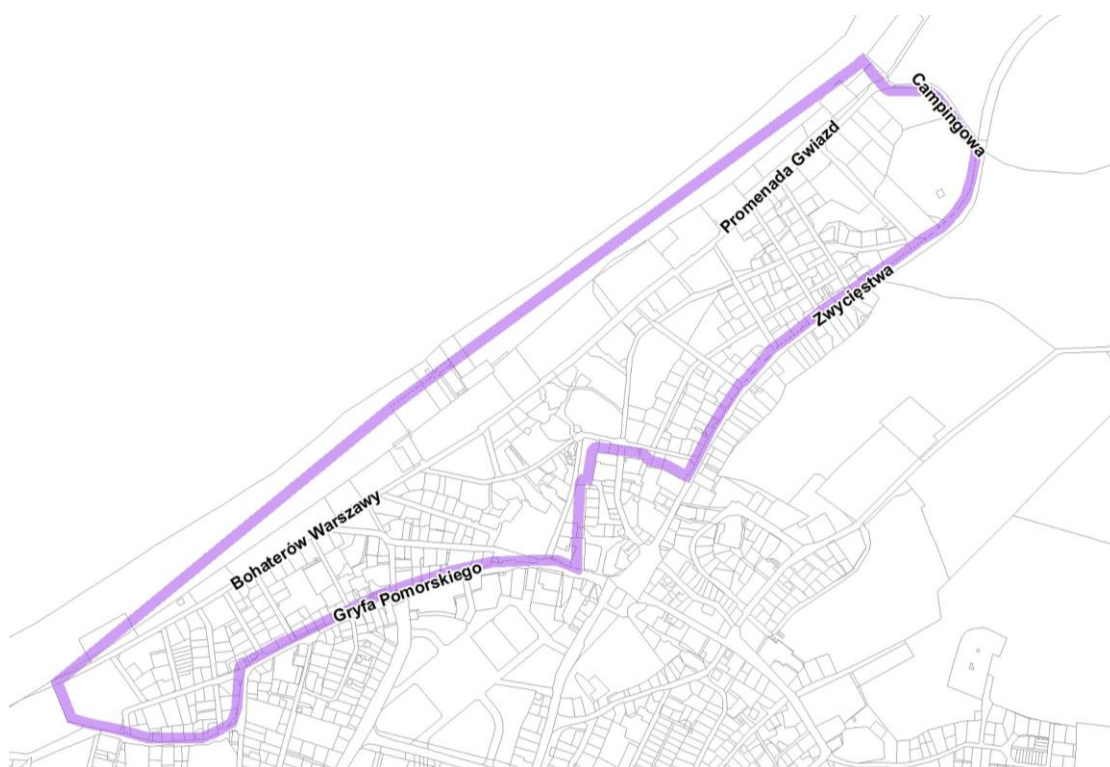 Campingowa
Promenada Gwiazd
Zwycięstwa
Bohaterów Warszawy
Gryfa Pomorskiego